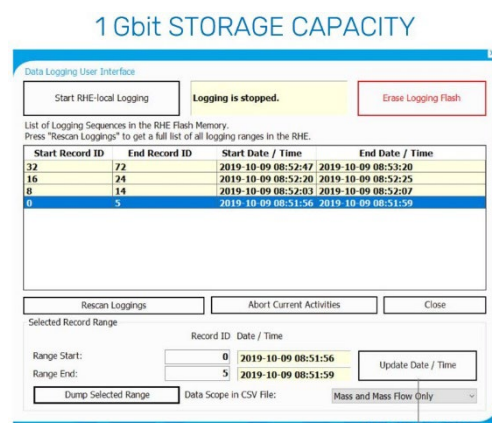 1 Gbit STORAGE CAPACITY
Data Logging User Interface
Start RHE-local Logging
Logging is stopped.
Erase Logging Flash
List of Logging Sequences in the RHE Flash Memory.
Press "Rescan Loggings" to get a full list of all logging ranges in the RHE.
Start Record ID End Record ID Start Date / Time End Date / Time
32 72 2019-10-09 08:52:47 2019-10-09 08:53:20
16 24 2019-10-09 08:52:20 2019-10-09 08:52:25
8 14 2019-10-09 08:52:03 2019-10-09 08:52:07
0 5 2019-10-09 08:51:56 2019-10-09 08:51:59
Rescan Loggings Abort Current Activities Close
Selected Record Range
Record ID Date / Time
Range Start: 0 2019-10-09 08:51:56
Range End: 5 2019-10-09 08:51:59
Update Date / Time
Dump Selected Range Data Scope in CSV File: Mass and Mass Flow Only